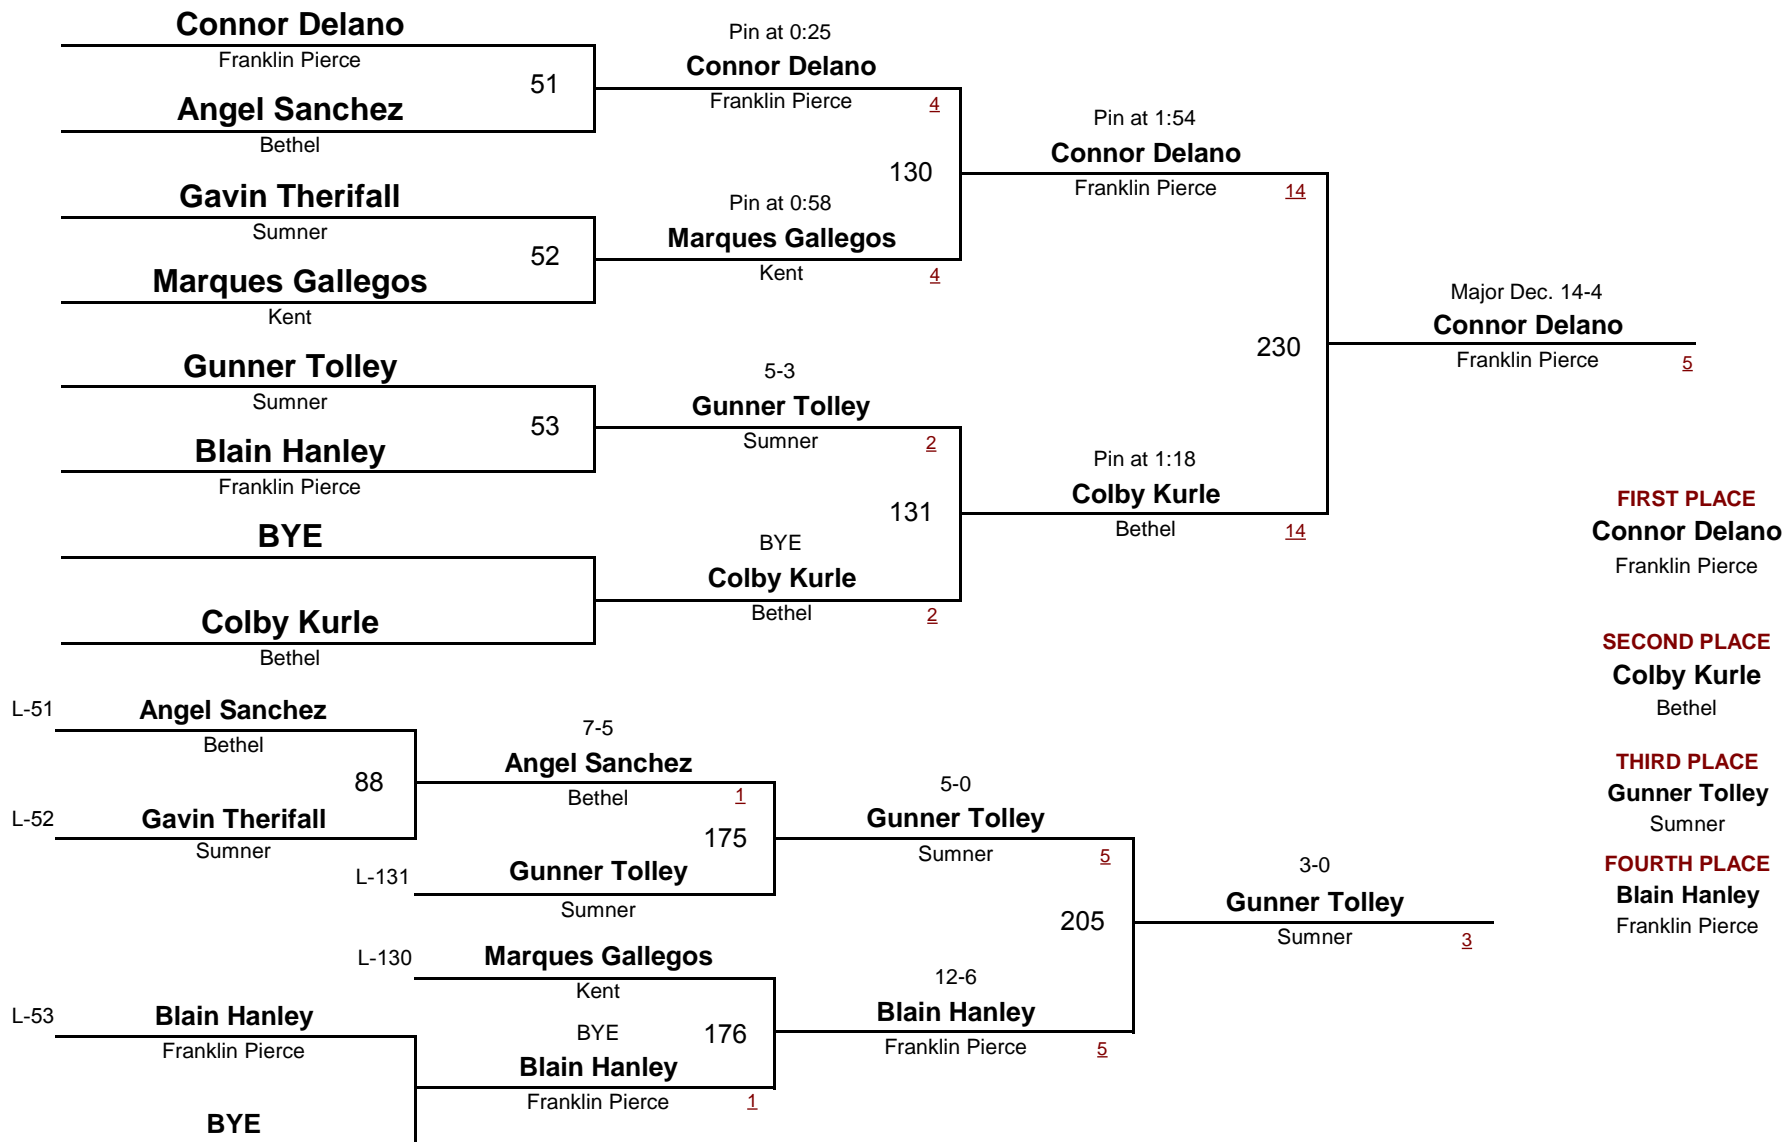 Connor Delano
Franklin Pierce
51
Angel Sanchez
Bethel
Gavin Therifall
Sumner
52
Marques Gallegos
Kent
Gunner Tolley
Sumner
53
Blain Hanley
Franklin Pierce
BYE
Colby Kurle
Bethel
Pin at 0:25
Connor Delano
Franklin Pierce 4
130
Pin at 0:58
Marques Gallegos
Kent 4
5-3
Gunner Tolley
Sumner 2
131
BYE
Colby Kurle
Bethel 2
Pin at 1:54
Connor Delano
Franklin Pierce 14
230
Pin at 1:18
Colby Kurle
Bethel 14
Major Dec. 14-4
Connor Delano
Franklin Pierce 5
FIRST PLACE
Connor Delano
Franklin Pierce
SECOND PLACE
Colby Kurle
Bethel
THIRD PLACE
Gunner Tolley
Sumner
FOURTH PLACE
Blain Hanley
Franklin Pierce
L-51 Angel Sanchez
Bethel
88
L-52 Gavin Therifall
Sumner
L-53 Blain Hanley
Franklin Pierce
BYE
7-5
Angel Sanchez
Bethel 1
175
L-131 Gunner Tolley
Sumner
L-130 Marques Gallegos
Kent
BYE 176
Blain Hanley
Franklin Pierce 1
5-0
Gunner Tolley
Sumner 5
205
12-6
Blain Hanley
Franklin Pierce 5
3-0
Gunner Tolley
Sumner 3